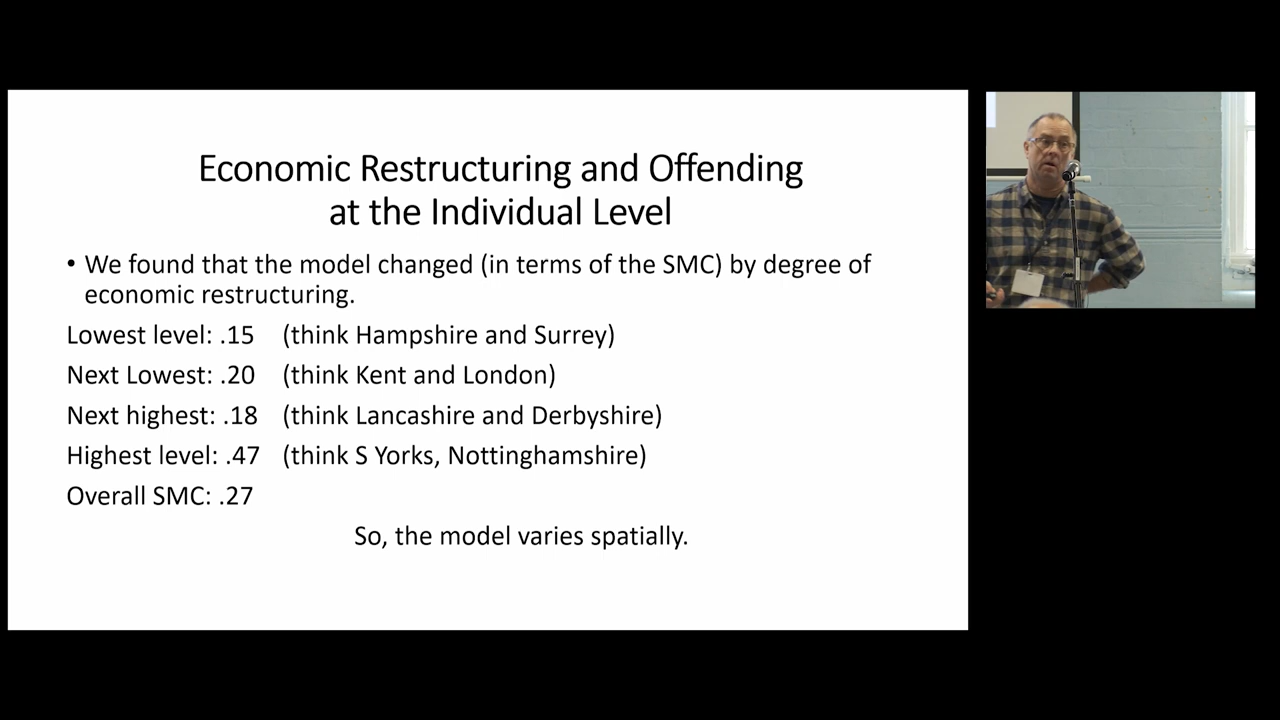 Economic Restructuring and Offending
at the Individual Level
• We found that the model changed (in terms of the SMC) by degree of
economic restructuring.
Lowest level: .15 (think Hampshire and Surrey)
Next Lowest: .20 (think Kent and London)
Next highest: .18 (think Lancashire and Derbyshire)
Highest level: .47 (think S Yorks, Nottinghamshire)
Overall SMC: .27
So, the model varies spatially.